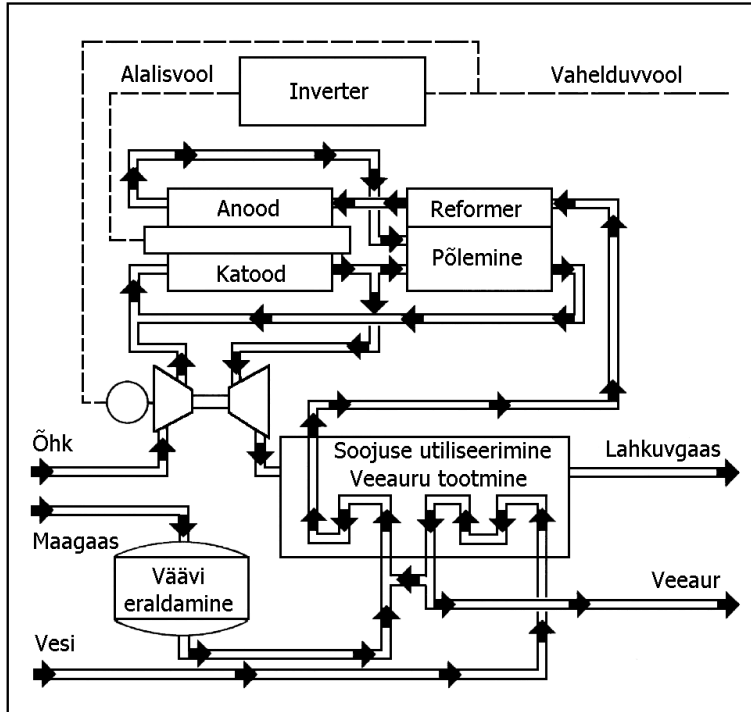 Alalisvool
Inverter
Vahelduvvool
Anood
Reformer
Katood
Põlemine
Õhk
Soojuse utiliseerimine
Veeauru tootmine
Lahkuvgaas
Maagaas
Väävi
eraldamine
Veeaur
Vesi